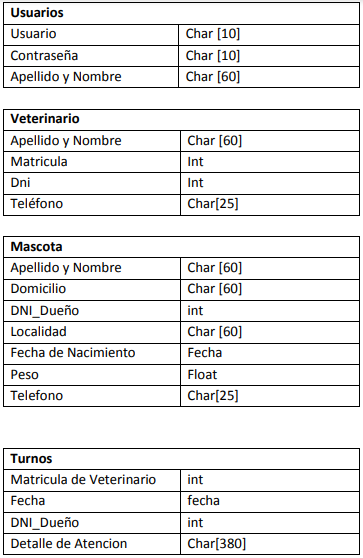 Usuarios
Usuario Char [10]
Contraseña Char [10]
Apellido y Nombre Char [60]
Veterinario
Apellido y Nombre Char [60]
Matricula Int
Dni Int
Teléfono Char[25]
Mascota
Apellido y Nombre Char [60]
Domicilio Char [60]
DNI_Dueño int
Localidad Char [60]
Fecha de Nacimiento Fecha
Peso Float
Telefono Char[25]
Turnos
Matricula de Veterinario int
Fecha fecha
DNI_Dueño int
Detalle de Atencion Char[380]